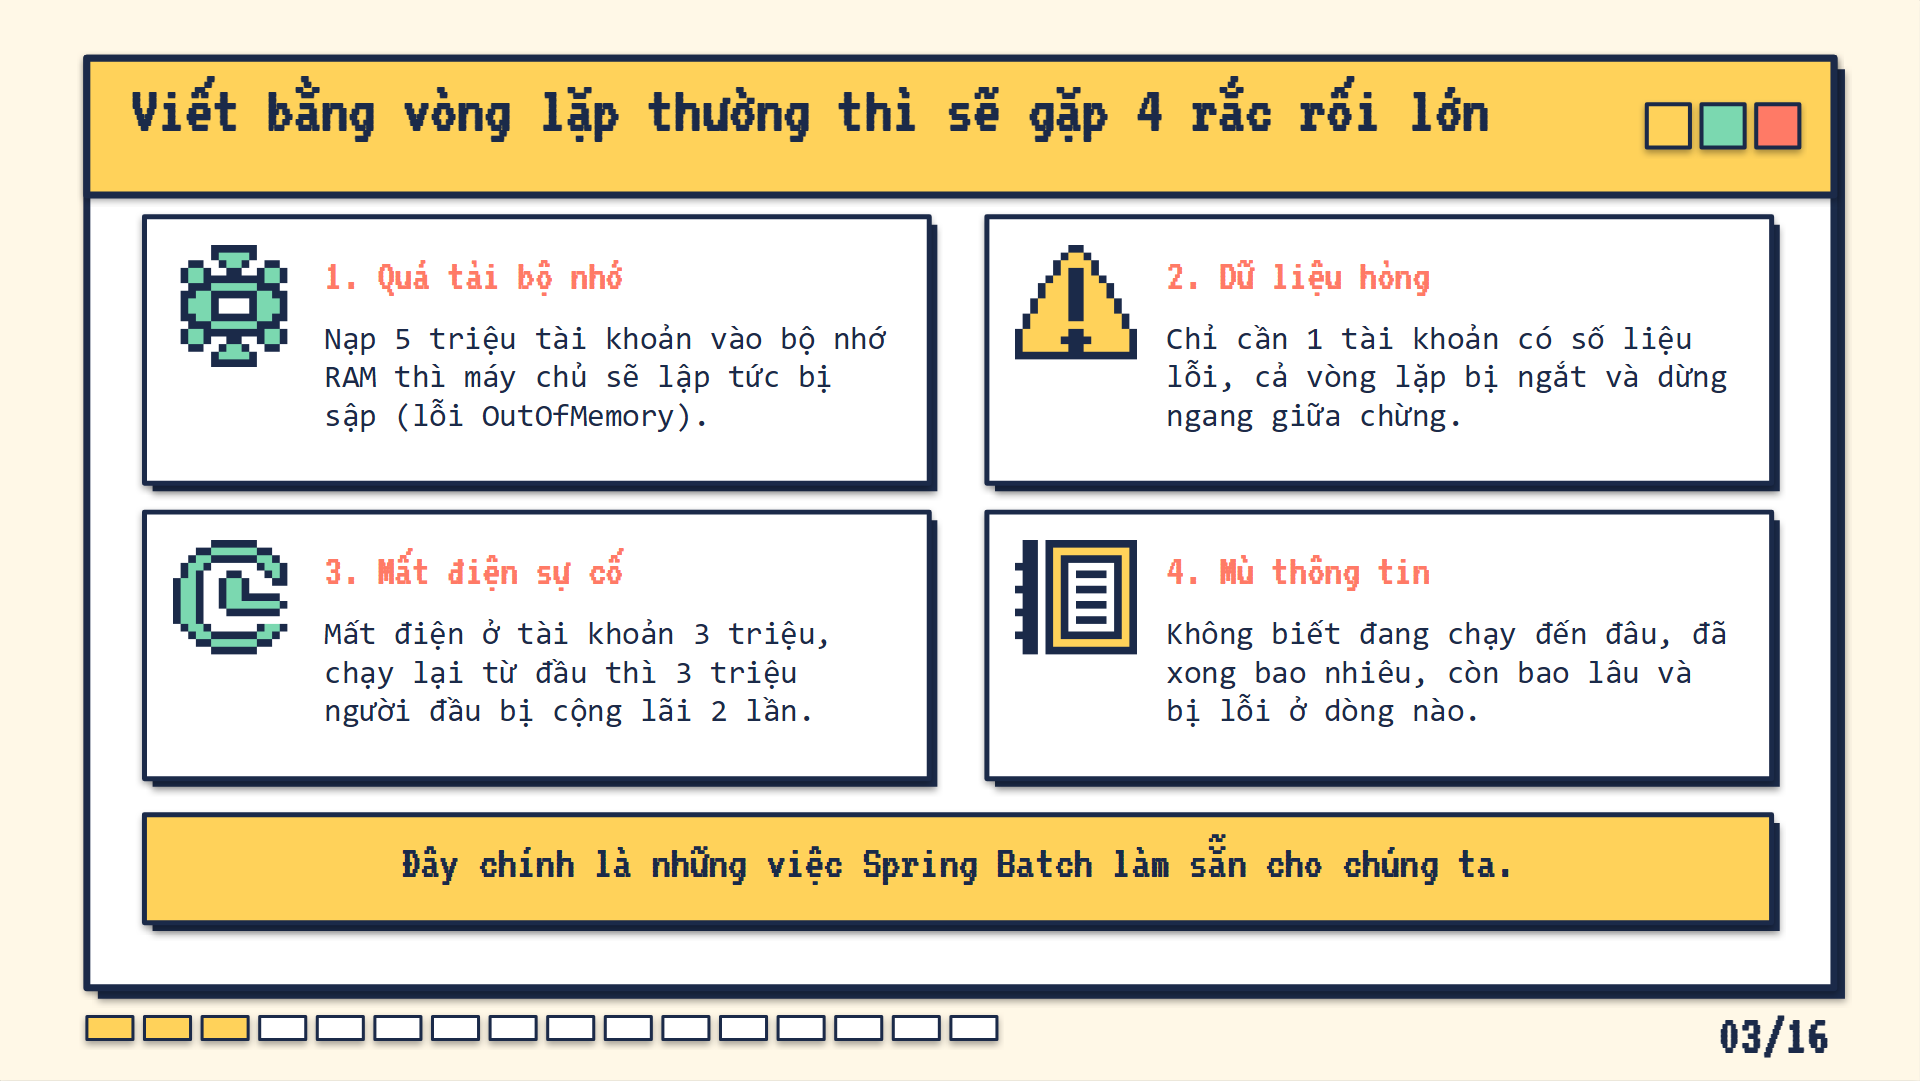 Viết bằng vòng lặp thường thì sẽ gặp 4 rắc rối lớn
1. Quá tải bộ nhớ
Nạp 5 triệu tài khoản vào bộ nhớ
RAM thì máy chủ sẽ lập tức bị
sập (lỗi OutOfMemory).
2. Dữ liệu hỏng
Chỉ cần 1 tài khoản có số liệu
lỗi, cả vòng lặp bị ngắt và dừng
ngang giữa chừng.
3. Mất điện sự cố
Mất điện ở tài khoản 3 triệu,
chạy lại từ đầu thì 3 triệu
người đầu bị cộng lãi 2 lần.
4. Mù thông tin
Không biết đang chạy đến đâu, đã
xong bao nhiêu, còn bao lâu và
bị lỗi ở dòng nào.
Đây chính là những việc Spring Batch làm sẵn cho chúng ta.
03/16